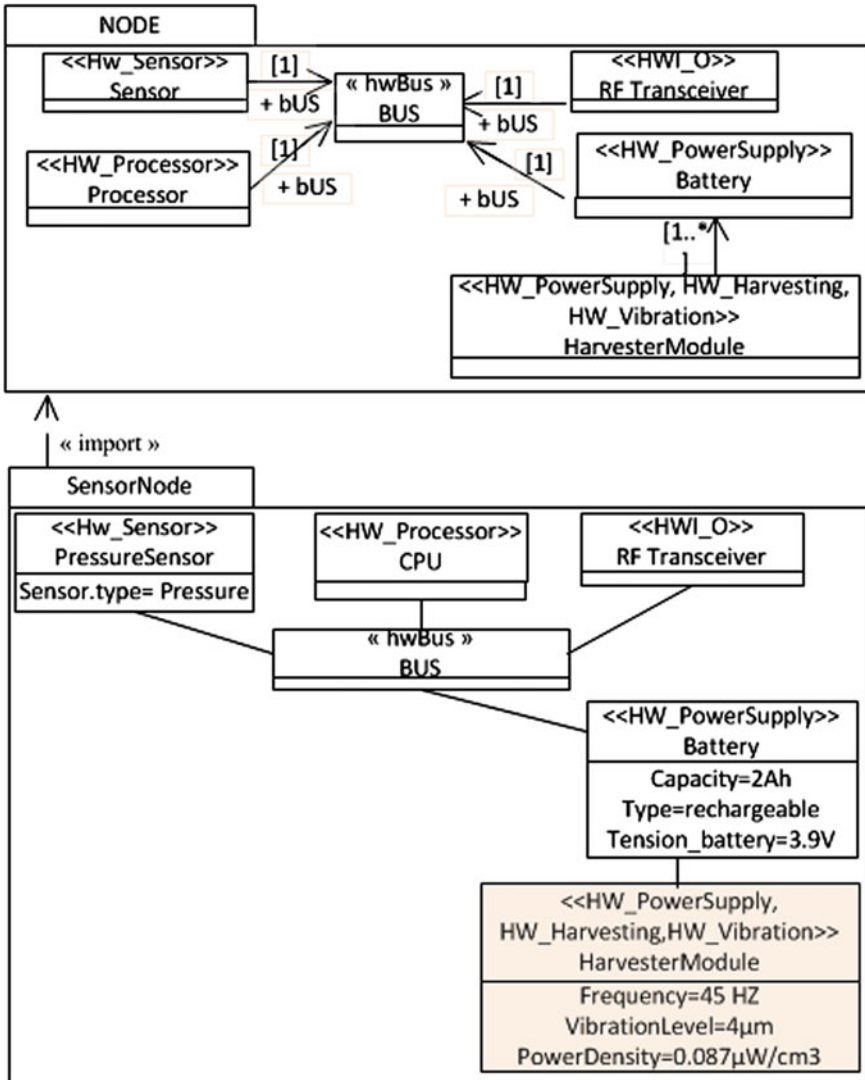 NODE
<<Hw_Sensor>>
Sensor
[1]
+ bUS
« hwBus »
BUS
[1]
+ bUS
<<HWI_O>>
RF Transceiver
<<HW_Processor>>
Processor
[1]
+ bUS
[1]
+ bUS
<<HW_PowerSupply>>
Battery
[1..*
]
<<HW_PowerSupply, HW_Harvesting,
HW_Vibration>>
HarvesterModule
« import »
SensorNode
<<Hw_Sensor>>
PressureSensor
Sensor.type= Pressure
<<HW_Processor>>
CPU
<<HWI_O>>
RF Transceiver
« hwBus »
BUS
<<HW_PowerSupply>>
Battery
Capacity=2Ah
Type=rechargeable
Tension_battery=3.9V
<<HW_PowerSupply,
HW_Harvesting,HW_Vibration>>
HarvesterModule
Frequency=45 HZ
VibrationLevel=4µm
PowerDensity=0.087µW/cm3